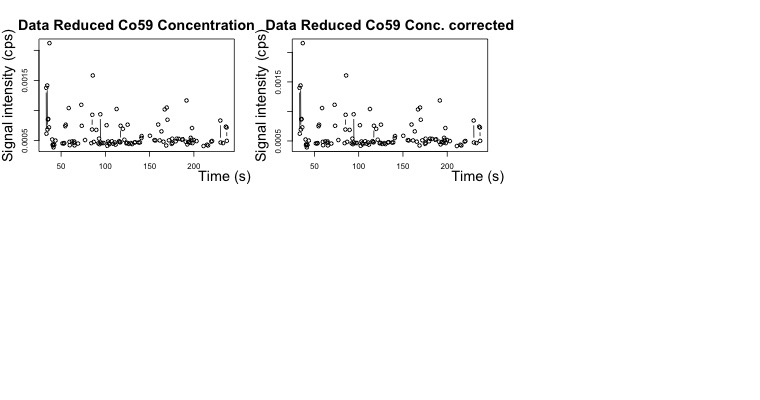 Data Reduced Co59 Concentration
Signal intensity (cps)
0.0005 0.0015
50 100 150 200
Time (s)
Data Reduced Co59 Conc. corrected
Signal intensity (cps)
0.0005 0.0015
50 100 150 200
Time (s)